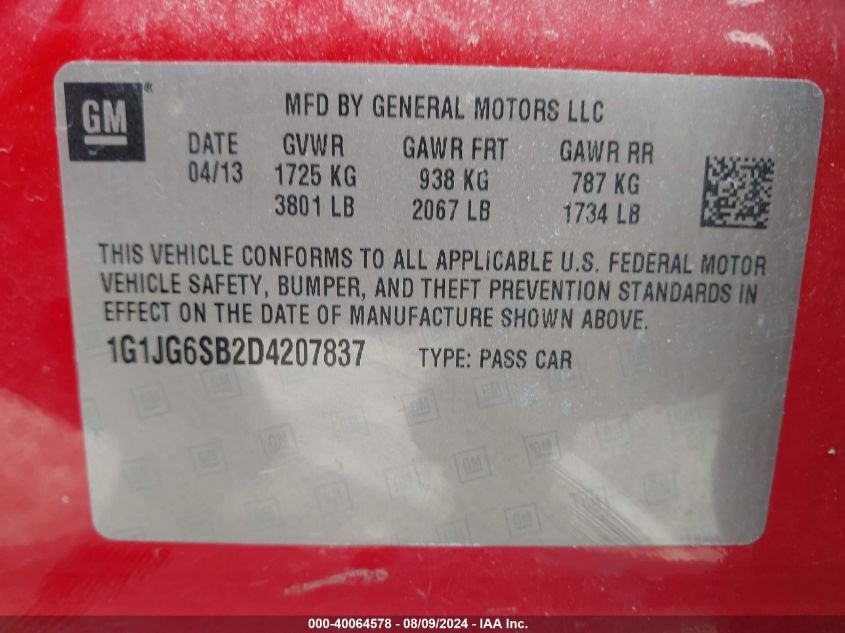 GM®
MFD BY GENERAL MOTORS LLC
DATE GVWR GAWR FRT GAWR RR
04/13 1725 KG 938 KG 787 KG
3801 LB 2067 LB 1734 LB
THIS VEHICLE CONFORMS TO ALL APPLICABLE U.S. FEDERAL MOTOR
VEHICLE SAFETY, BUMPER, AND THEFT PREVENTION STANDARDS IN
EFFECT ON THE DATE OF MANUFACTURE SHOWN ABOVE.
1G1JG6SB2D4207837 TYPE: PASS CAR
000-40064578 - 08/09/2024 - IAA Inc.